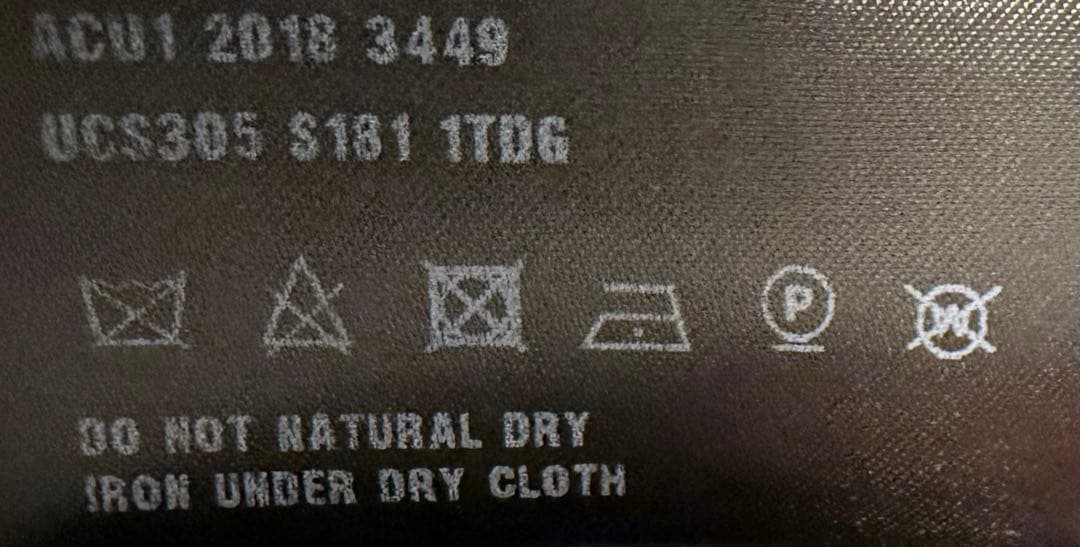 ACU1 2018 3449
UCS305 S181 1TDG
P W
DO NOT NATURAL DRY
IRON UNDER DRY CLOTH